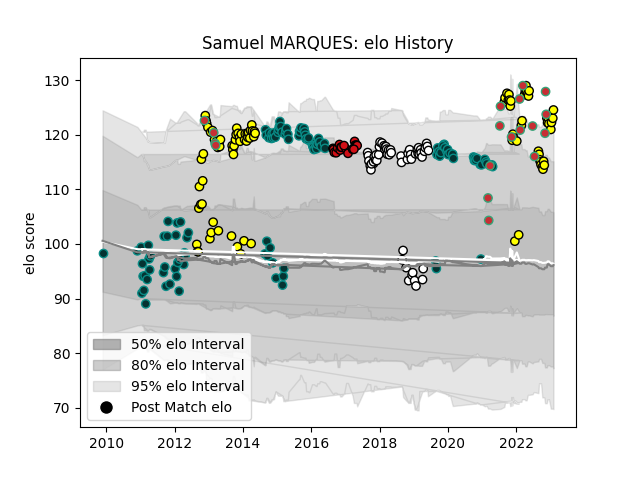 Samuel MARQUES: elo History
elo score
130
120
110
100
90
80
70
50% elo Interval
80% elo Interval
95% elo Interval
Post Match elo
2010 2012 2014 2016 2018 2020 2022